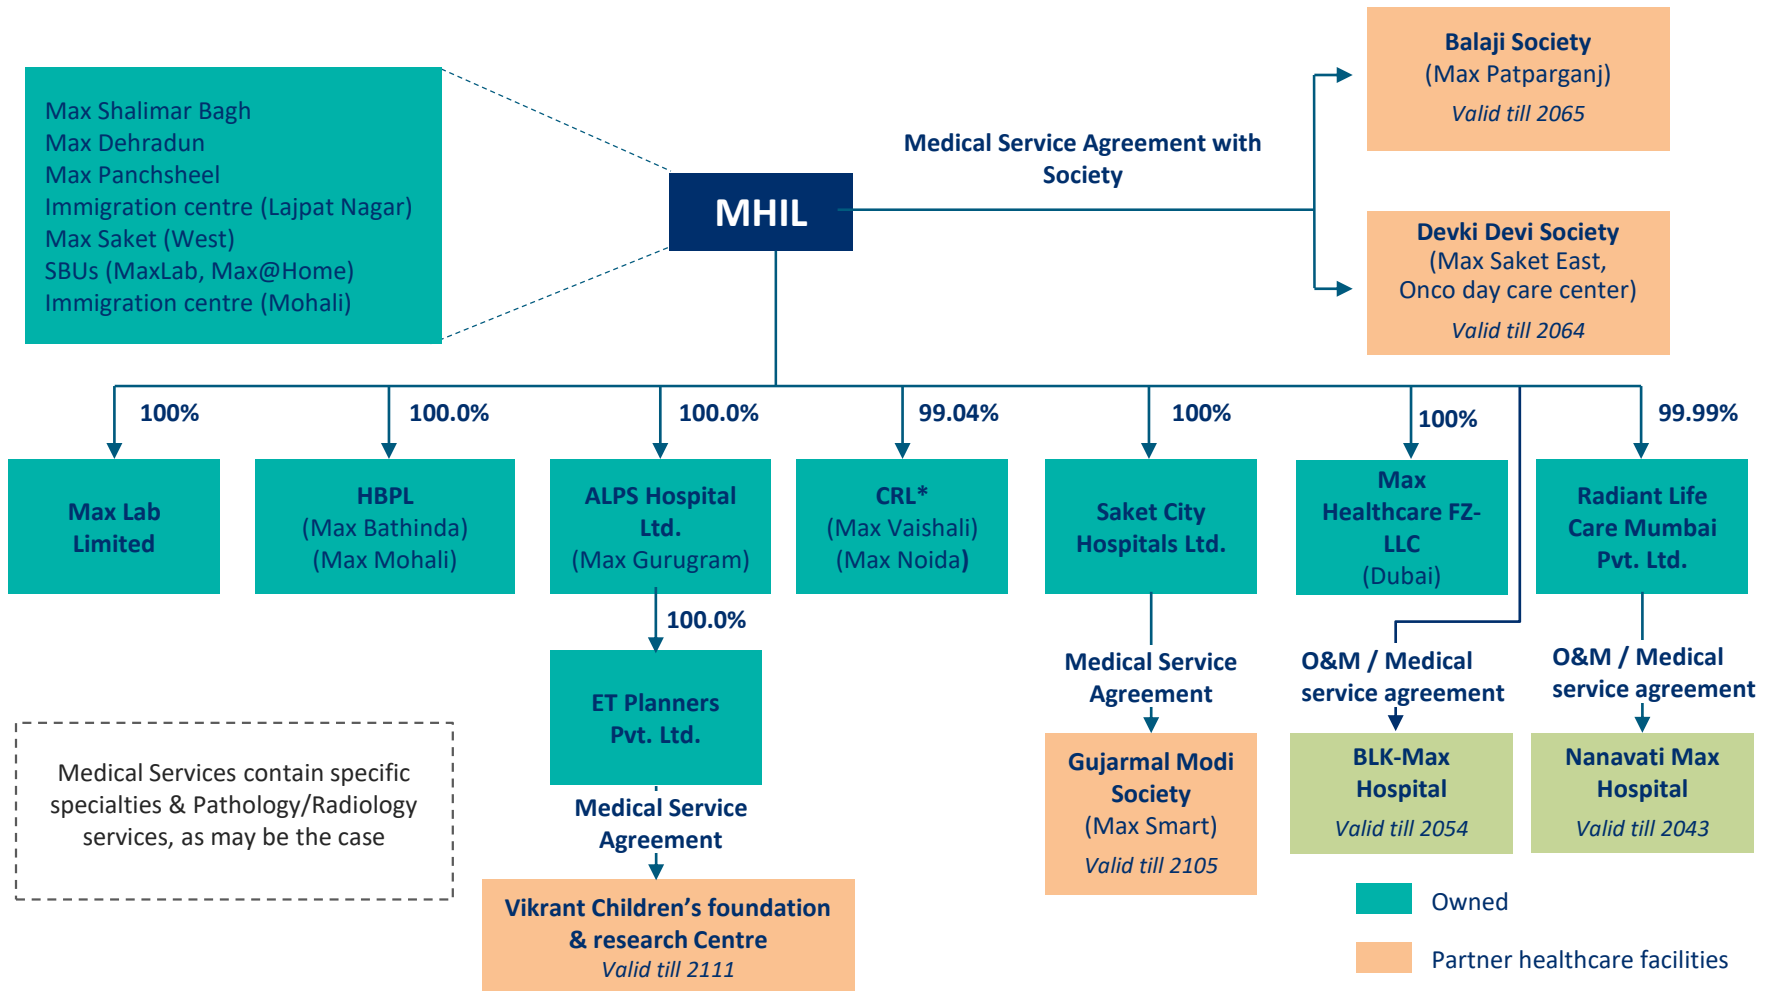 Max Shalimar Bagh
Max Dehradun
Max Panchsheel
Immigration centre (Lajpat Nagar)
Max Saket (West)
SBUs (MaxLab, Max@Home)
Immigration centre (Mohali)
MHIL
Medical Service Agreement with
Society
Balaji Society
(Max Patparganj)
Valid till 2065
Devki Devi Society
(Max Saket East,
Onco day care center)
Valid till 2064
100%
100.0%
100.0%
99.04%
100%
100%
99.99%
Max Lab
Limited
HBPL
(Max Bathinda)
(Max Mohali)
ALPS Hospital
Ltd.
(Max Gurugram)
CRL*
(Max Vaishali)
(Max Noida)
Saket City
Hospitals Ltd.
Max
Healthcare FZ-
LLC
(Dubai)
Radiant Life
Care Mumbai
Pvt. Ltd.
100.0%
ET Planners
Pvt. Ltd.
Medical Service
Agreement
Vikrant Children’s foundation
& research Centre
Valid till 2111
Medical Service
Agreement
Gujarmal Modi
Society
(Max Smart)
Valid till 2105
O&M / Medical
service agreement
BLK-Max
Hospital
Valid till 2054
O&M / Medical
service agreement
Nanavati Max
Hospital
Valid till 2043
Medical Services contain specific
specialties & Pathology/Radiology
services, as may be the case
Owned
Partner healthcare facilities